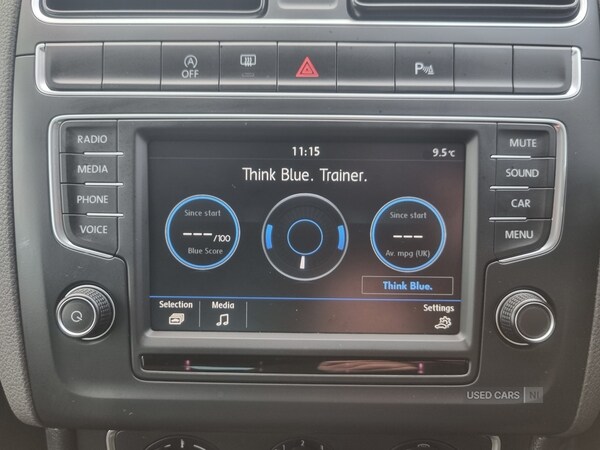 OFF
RADIO
MEDIA
PHONE
VOICE
11:15
9.5°C
Think Blue. Trainer.
Since start
---/100
Blue Score
Since start
---
Av. mpg (UK)
Think Blue.
Selection
Media
Settings
MUTE
SOUND
CAR
MENU
USED CARS NI